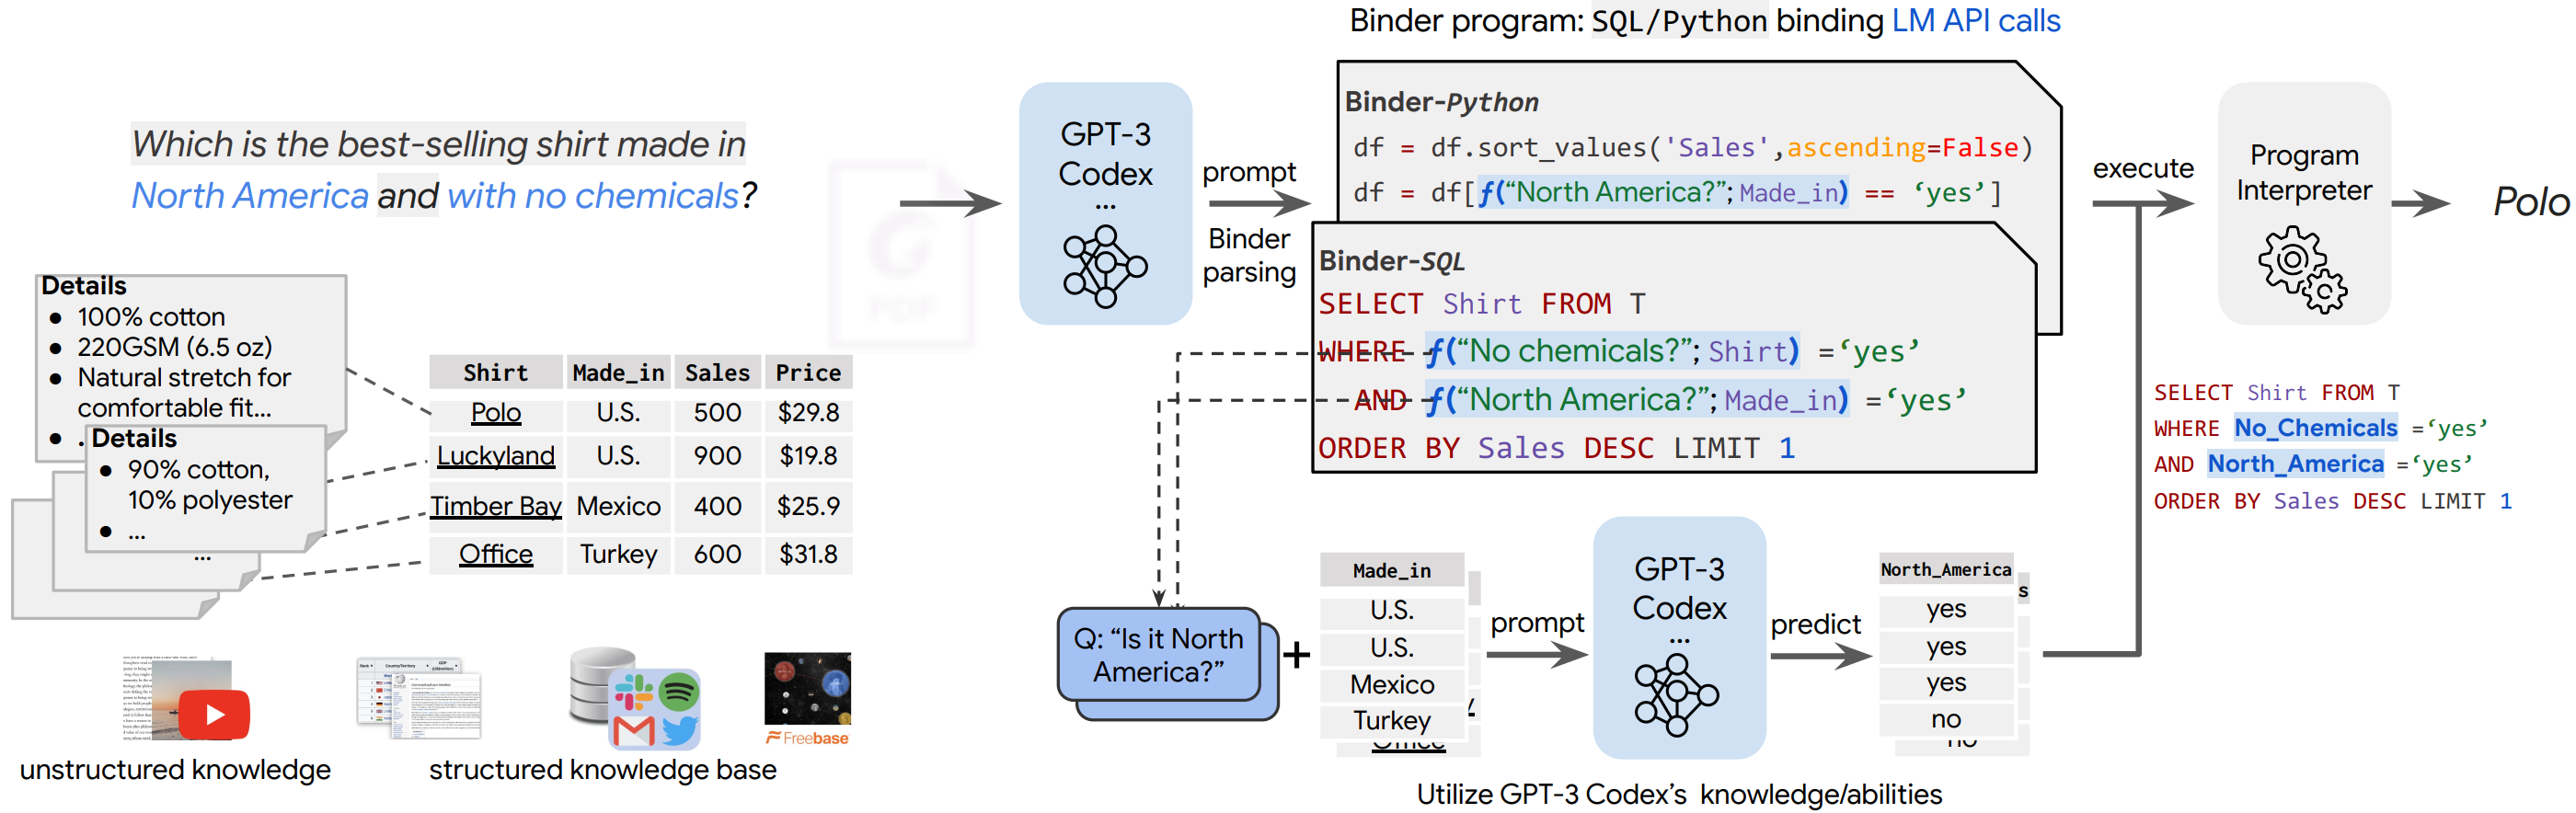 Binder program: SQL/Python binding LM API calls
Which is the best-selling shirt made in
North America and with no chemicals?
GPT-3
Codex
...
prompt
Binder
parsing
Binder-Python
df = df.sort_values('Sales',ascending=False)
df = df[ƒ(“North America?”; Made_in) == ‘yes’]
Binder-SQL
SELECT Shirt FROM T
WHERE ƒ(“No chemicals?”; Shirt) =‘yes’
AND ƒ(“North America?”; Made_in) =‘yes’
ORDER BY Sales DESC LIMIT 1
execute
Program
Interpreter
Polo
PDF
Details
● 100% cotton
● 220GSM (6.5 oz)
● Natural stretch for
comfortable fit...
● .
Details
● 90% cotton,
10% polyester
● ...
...
Shirt Made_in Sales Price
Polo U.S. 500 $29.8
Luckyland U.S. 900 $19.8
Timber Bay Mexico 400 $25.9
Office Turkey 600 $31.8
SELECT Shirt FROM T
WHERE No_Chemicals =‘yes’
AND North_America =‘yes’
ORDER BY Sales DESC LIMIT 1
Q: “Is it North
America?”
+
Made_in
U.S.
U.S.
Mexico
Turkey
Office
prompt
GPT-3
Codex
...
predict
North_America
s
yes
yes
yes
no
no
Freebase
unstructured knowledge
structured knowledge base
Utilize GPT-3 Codex’s knowledge/abilities